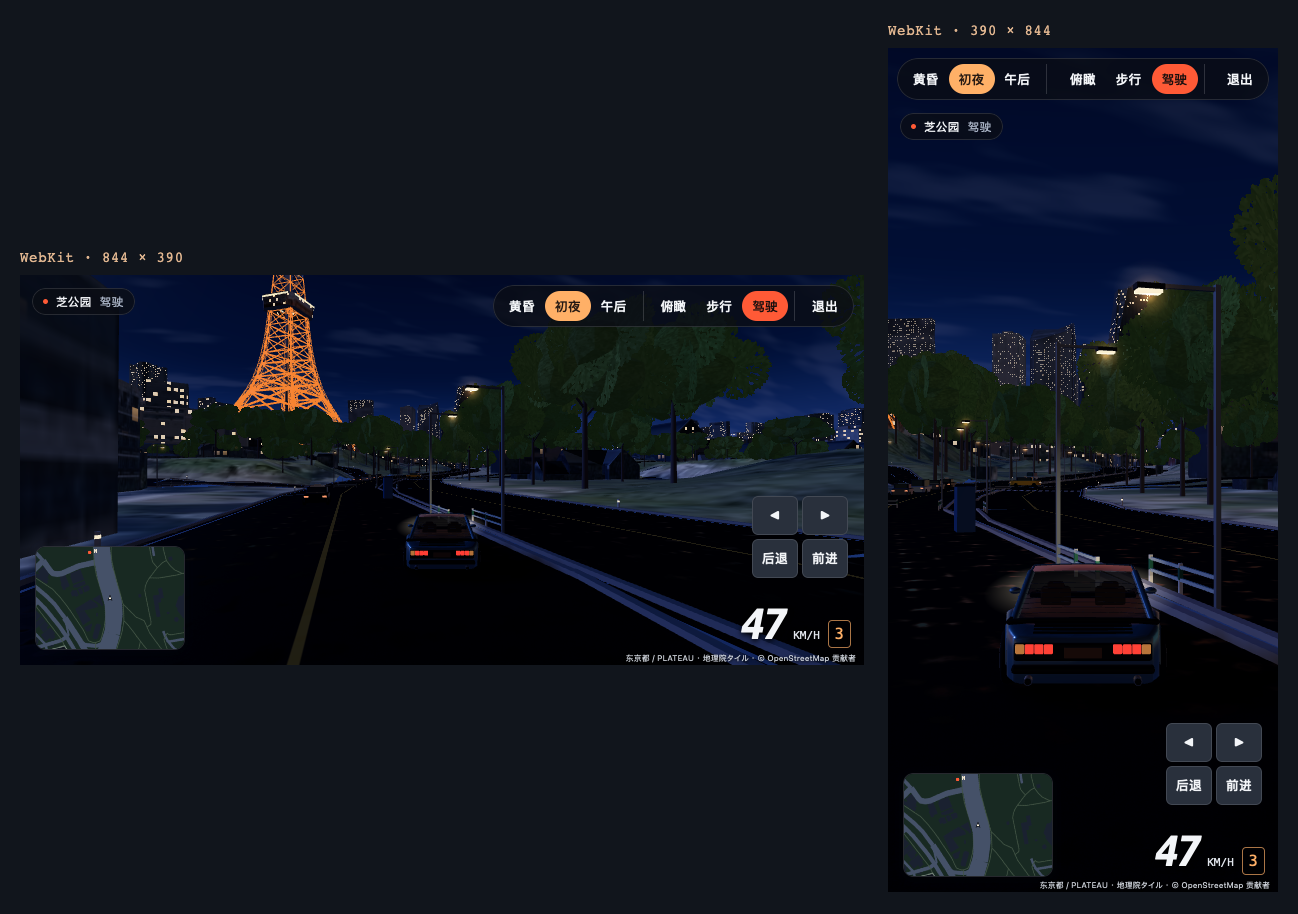 WebKit · 390 × 844
黄昏 初夜 午后 俯瞰 步行 驾驶 退出
芝公园 驾驶
◀ ▶
后退 前进
N
47 KM/H 3
东京都 / PLATEAU · 地理院タイル · © OpenStreetMap 贡献者
WebKit · 844 × 390
芝公园 驾驶
黄昏 初夜 午后 俯瞰 步行 驾驶 退出
◀ ▶
后退 前进
N
47 KM/H 3
东京都 / PLATEAU · 地理院タイル · © OpenStreetMap 贡献者